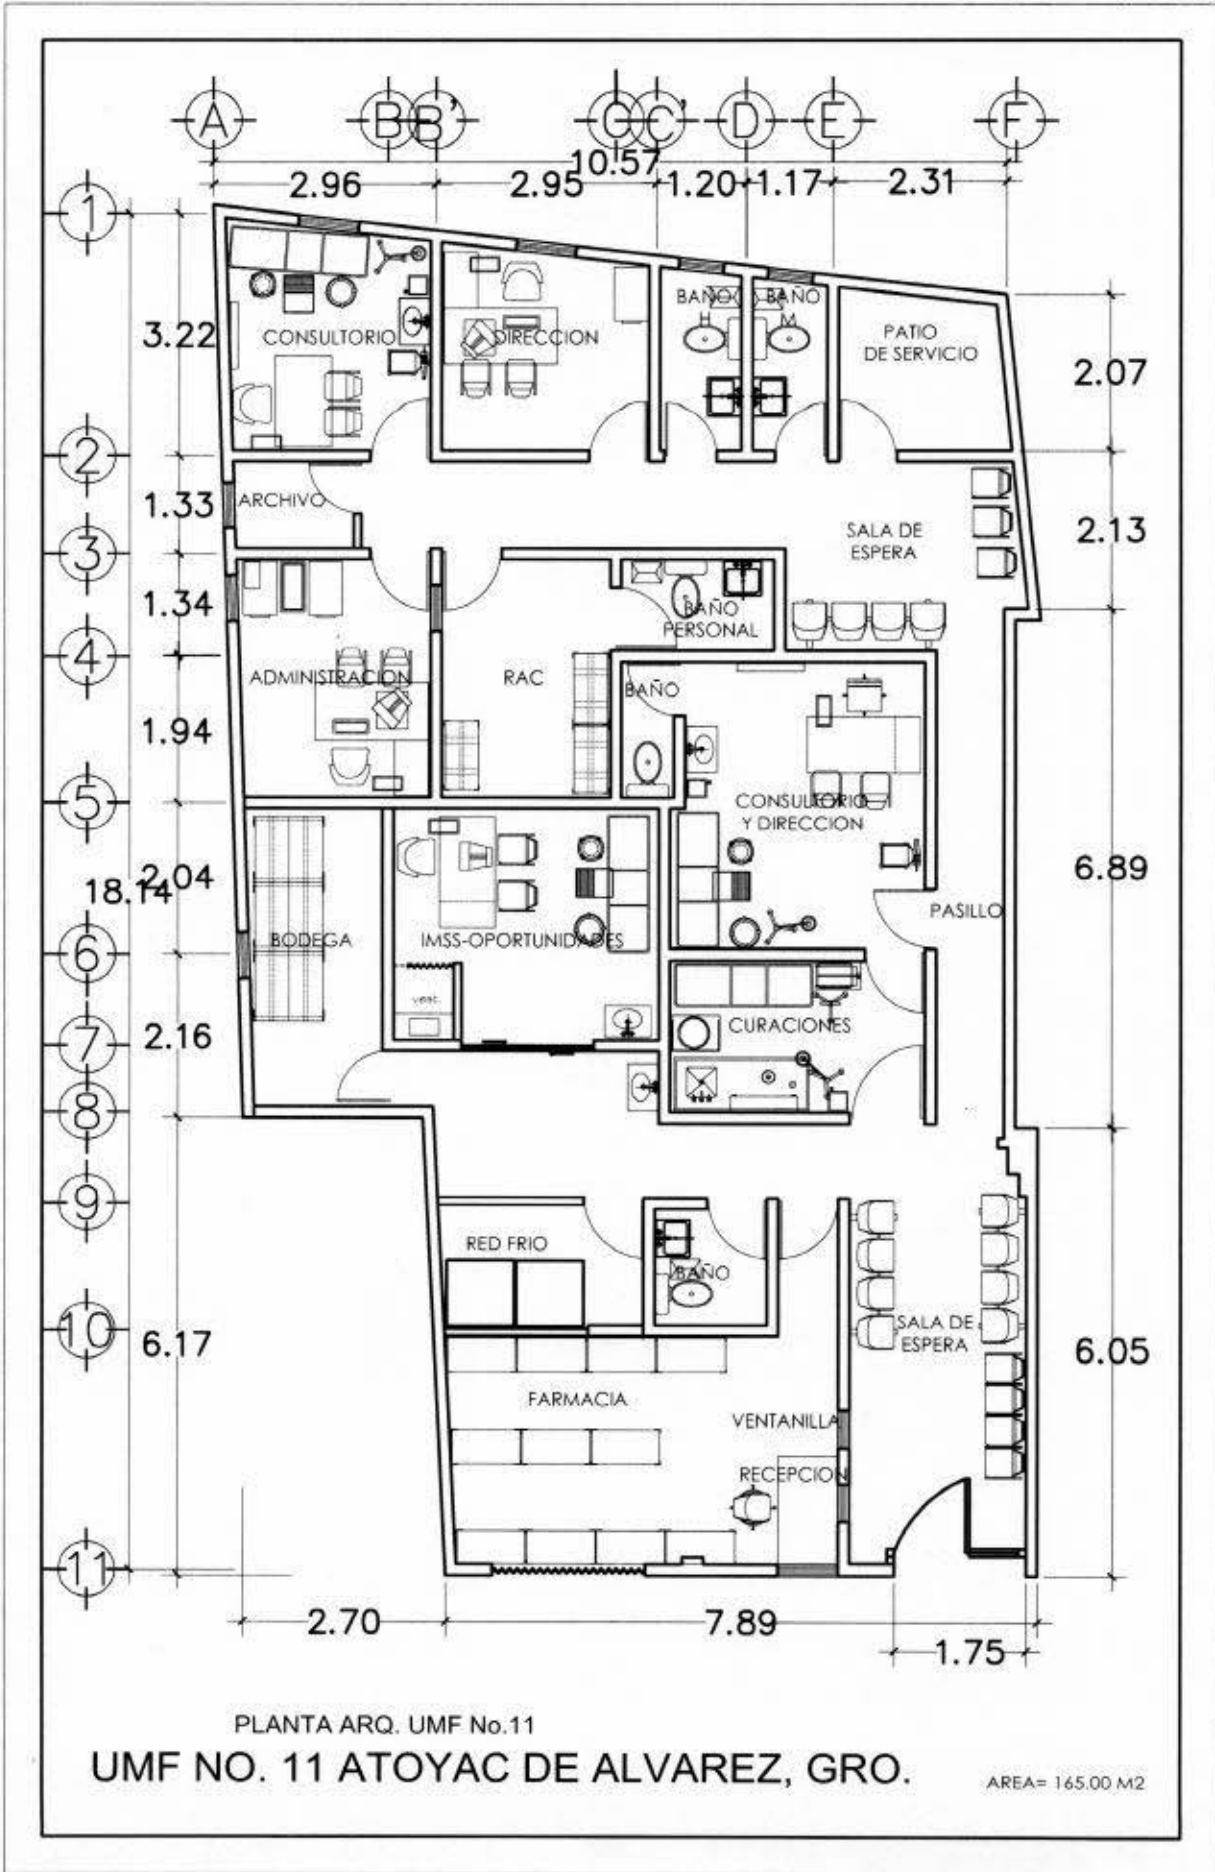 A B B' C C' D E F
10.57
2.96 2.95 1.20 1.17 2.31
1
3.22
CONSULTORIO
DIRECCION
BAÑO
H
BAÑO
M
PATIO
DE SERVICIO
2.07
2
1.33
ARCHIVO
SALA DE
ESPERA
2.13
3
1.34
BAÑO
PERSONAL
4
ADMINISTRACION
RAC
BAÑO
1.94
5
CONSULTORIO
Y DIRECCION
2.04
18.14
6.89
PASILLO
6
BODEGA
IMSS-OPORTUNIDADES
CURACIONES
7
2.16
8
9
RED FRIO
BAÑO
10
6.17
SALA DE
ESPERA
6.05
FARMACIA
VENTANILLA
RECEPCION
11
2.70 7.89
1.75
PLANTA ARQ. UMF No.11
UMF NO. 11 ATOYAC DE ALVAREZ, GRO.
AREA= 165.00 M2